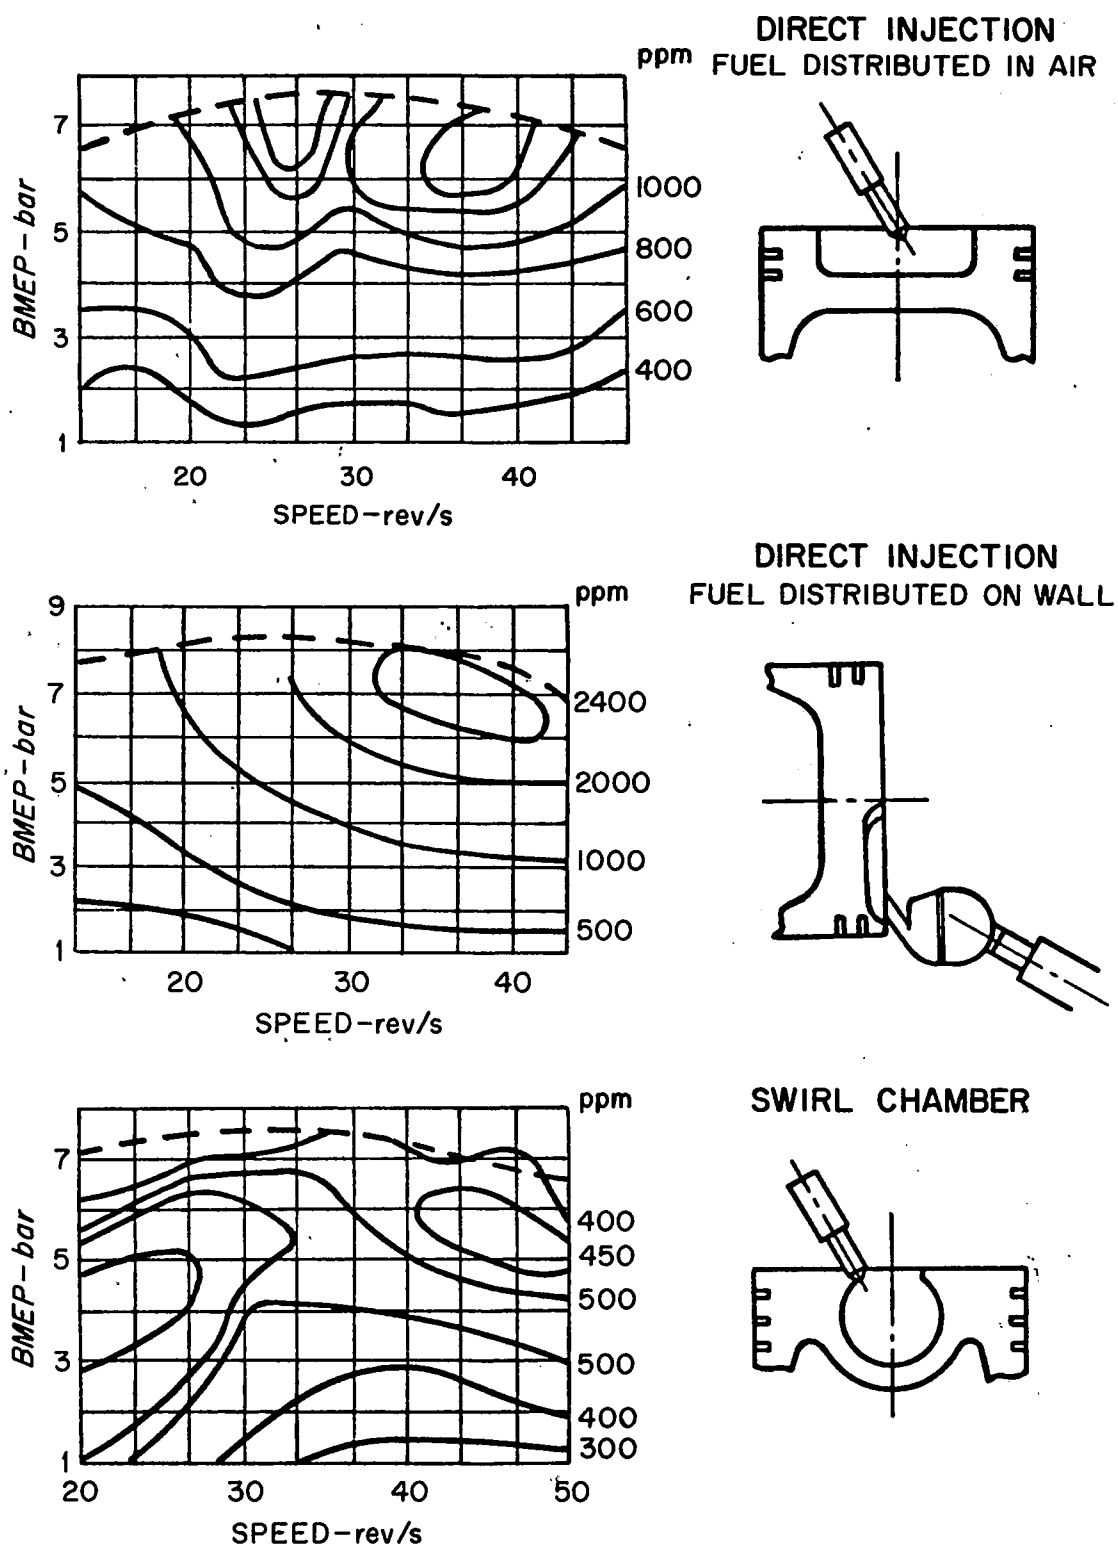 DIRECT INJECTION
ppm FUEL DISTRIBUTED IN AIR
7
1000
5
800
600
3
400
1
BMEP-bar
20 30 40
SPEED-rev/s
DIRECT INJECTION
ppm FUEL DISTRIBUTED ON WALL
9
7
2400
5
2000
1000
3
500
1
BMEP-bar
20 30 40
SPEED-rev/s
ppm SWIRL CHAMBER
7
400
5
450
500
3
500
400
300
1
BMEP-bar
20 30 40 50
SPEED-rev/s